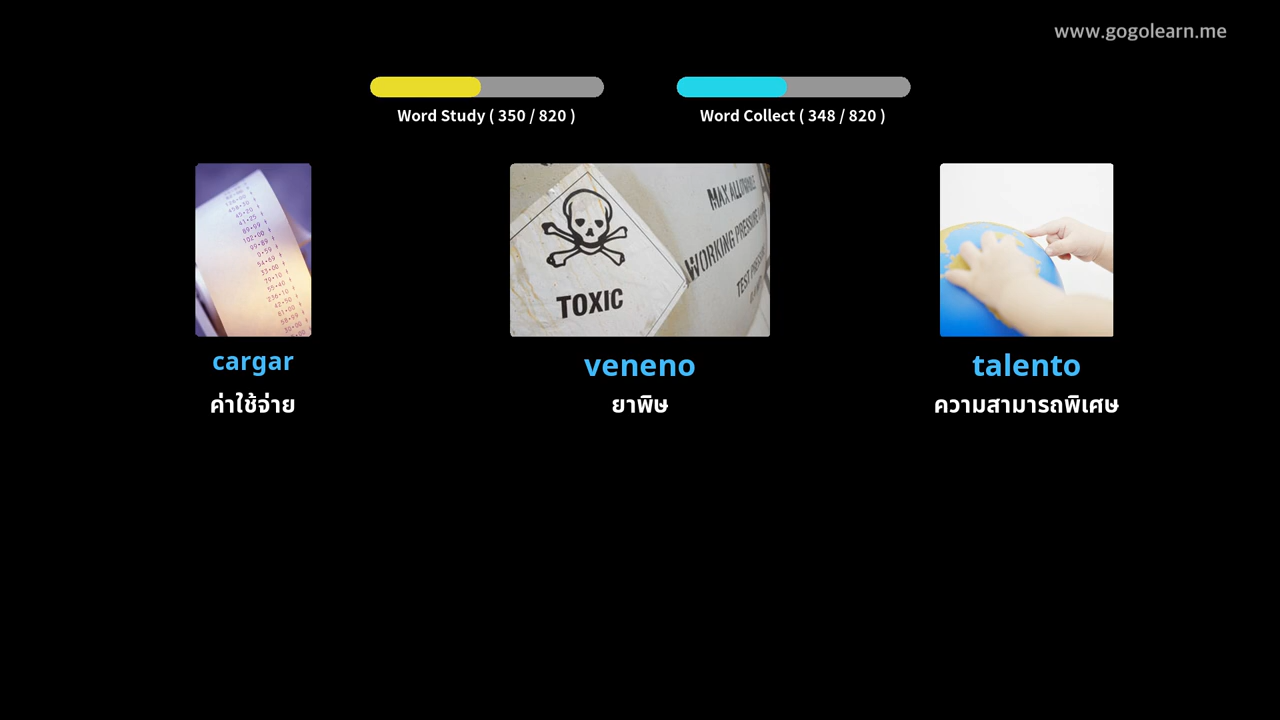 www.gogolearn.me
Word Study ( 350 / 820 )
Word Collect ( 348 / 820 )
TOXIC
MAX ALLOWABLE
WORKING PRESSURE
cargar
veneno
talento
ค่าใช้จ่าย
ยาพิษ
ความสามารถพิเศษ